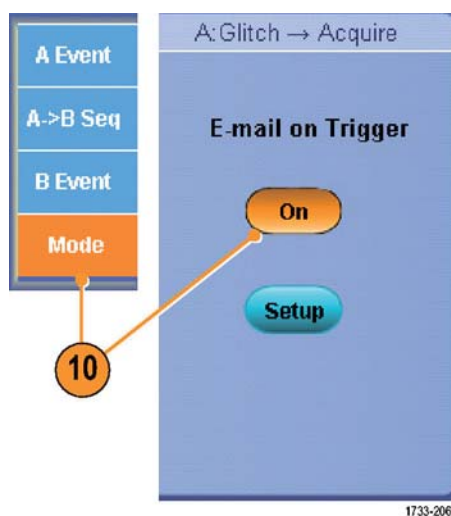 A Event
A->B Seq
B Event
Mode
10
A:Glitch → Acquire
E-mail on Trigger
On
Setup
1733-206